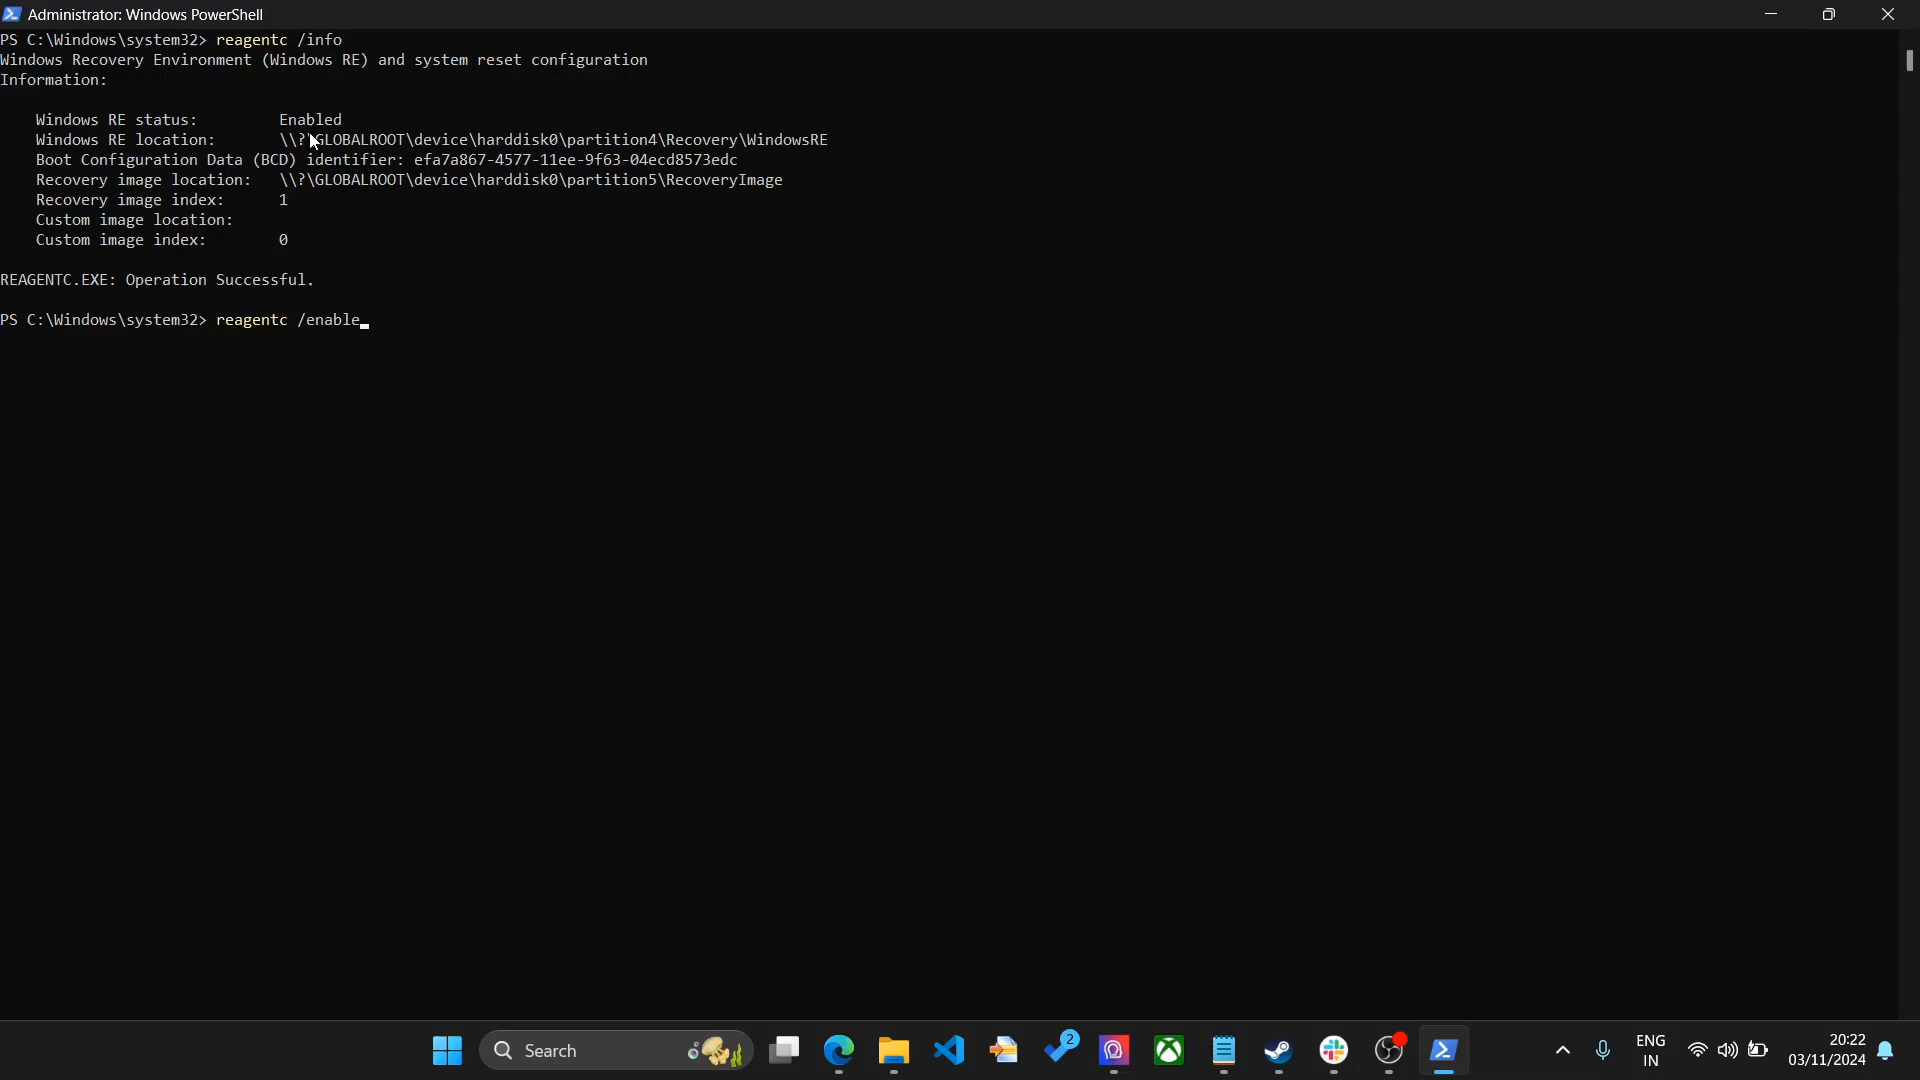 Administrator: Windows PowerShell
PS C:\Windows\system32> reagentc /info
Windows Recovery Environment (Windows RE) and system reset configuration
Information:
Windows RE status: Enabled
Windows RE location: \\?\GLOBALROOT\device\harddisk0\partition4\Recovery\WindowsRE
Boot Configuration Data (BCD) identifier: efa7a867-4577-11ee-9f63-04ecd8573edc
Recovery image location: \\?\GLOBALROOT\device\harddisk0\partition5\RecoveryImage
Recovery image index: 1
Custom image location:
Custom image index: 0
REAGENTC.EXE: Operation Successful.
PS C:\Windows\system32> reagentc /enable
Search
2
ENG
IN
20:22
03/11/2024